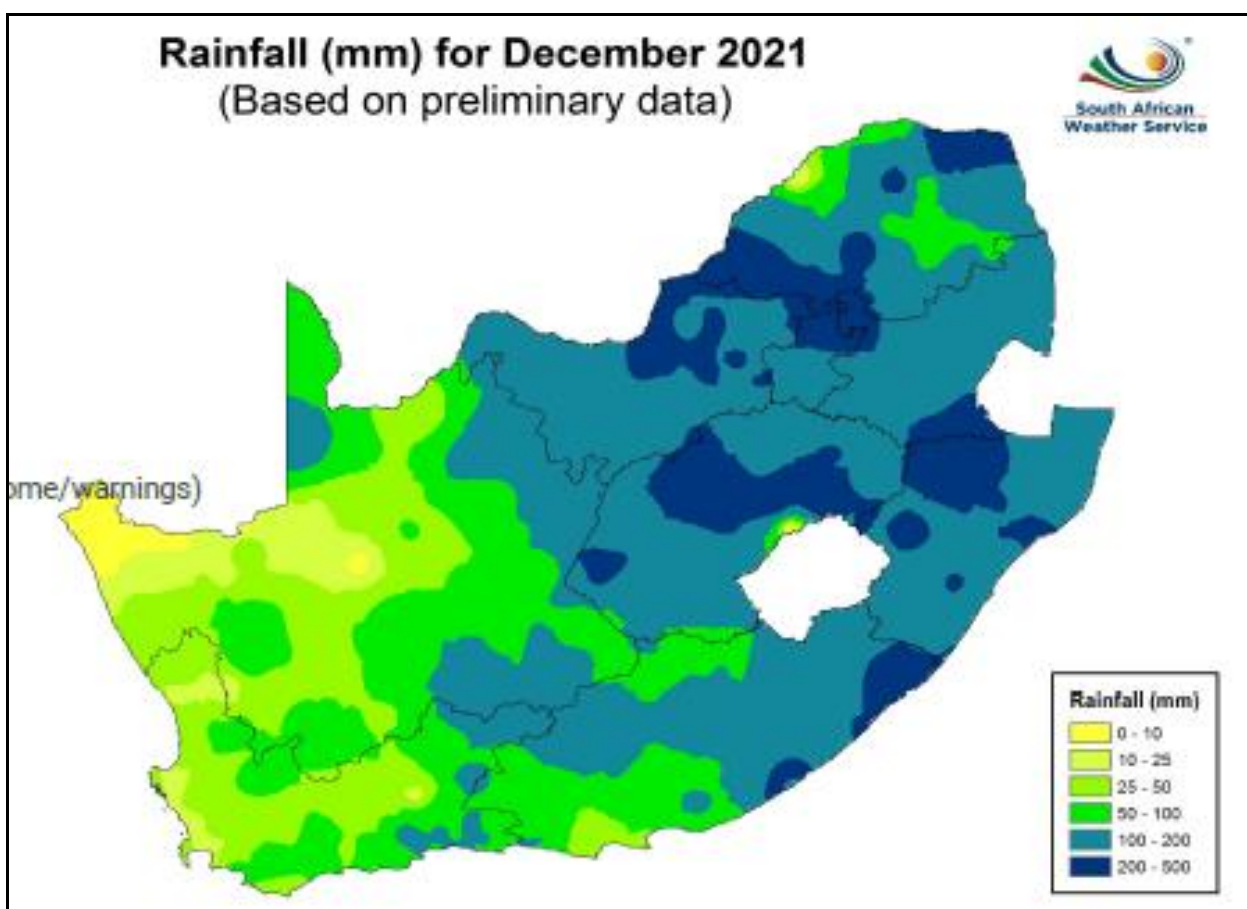 Rainfall (mm) for December 2021
(Based on preliminary data)
South African
Weather Service
ome/warnings)
Rainfall (mm)
0 - 10
10 - 25
25 - 50
50 - 100
100 - 200
200 - 500